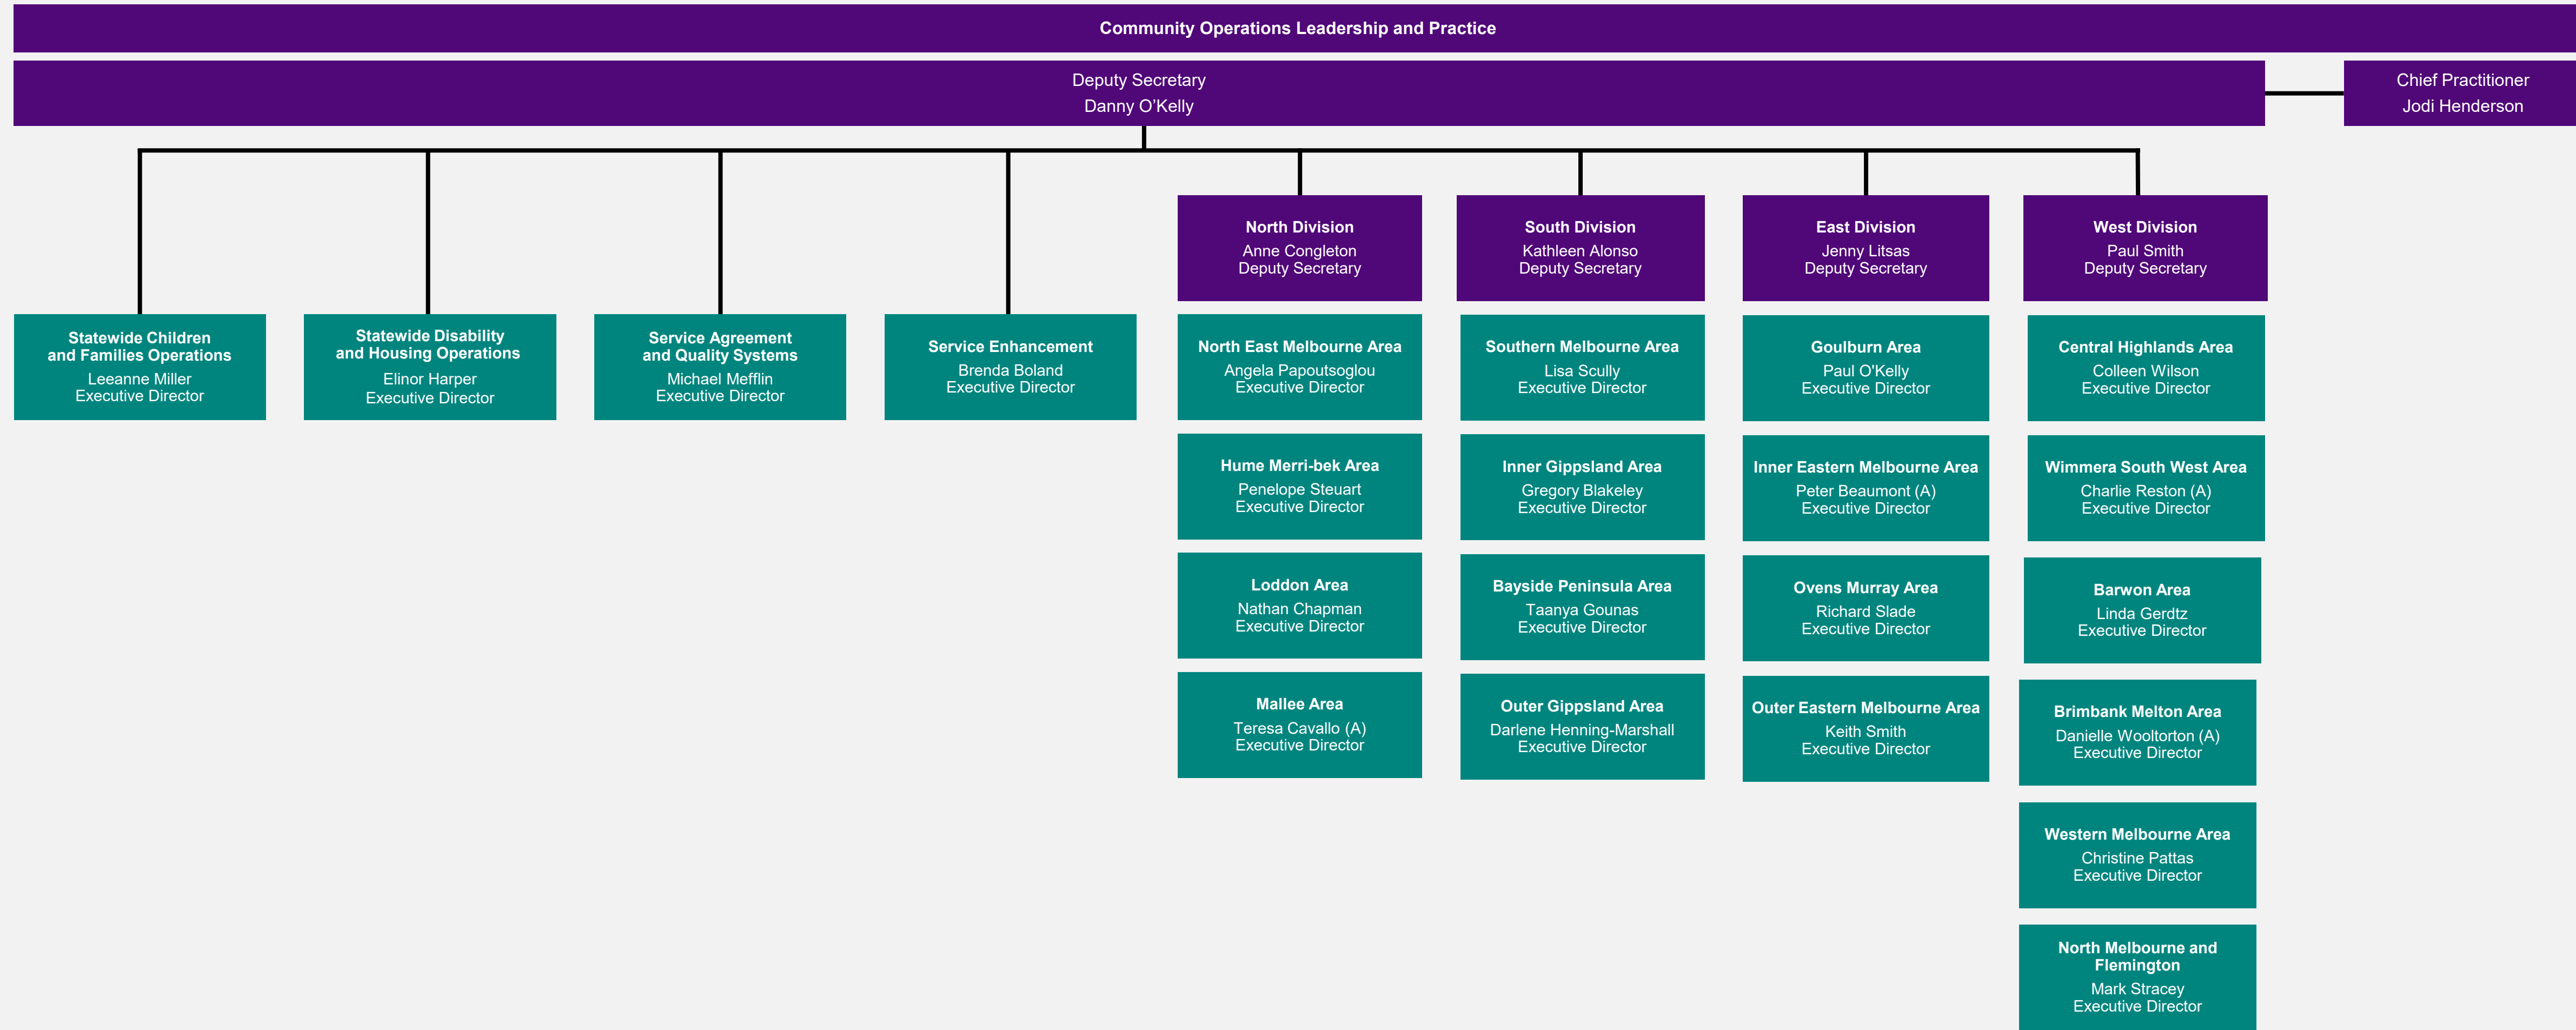 Community Operations Leadership and Practice
Deputy Secretary
Danny O’Kelly
Chief Practitioner
Jodi Henderson
North Division
Anne Congleton
Deputy Secretary
South Division
Kathleen Alonso
Deputy Secretary
East Division
Jenny Litsas
Deputy Secretary
West Division
Paul Smith
Deputy Secretary
Statewide Children
and Families Operations
Leeanne Miller
Executive Director
Statewide Disability
and Housing Operations
Elinor Harper
Executive Director
Service Agreement
and Quality Systems
Michael Mefflin
Executive Director
Service Enhancement
Brenda Boland
Executive Director
North East Melbourne Area
Angela Papoutsoglou
Executive Director
Southern Melbourne Area
Lisa Scully
Executive Director
Goulburn Area
Paul O'Kelly
Executive Director
Central Highlands Area
Colleen Wilson
Executive Director
Hume Merri-bek Area
Penelope Steuart
Executive Director
Inner Gippsland Area
Gregory Blakeley
Executive Director
Inner Eastern Melbourne Area
Peter Beaumont (A)
Executive Director
Wimmera South West Area
Charlie Reston (A)
Executive Director
Loddon Area
Nathan Chapman
Executive Director
Bayside Peninsula Area
Taanya Gounas
Executive Director
Ovens Murray Area
Richard Slade
Executive Director
Barwon Area
Linda Gerdtz
Executive Director
Mallee Area
Teresa Cavallo (A)
Executive Director
Outer Gippsland Area
Darlene Henning-Marshall
Executive Director
Outer Eastern Melbourne Area
Keith Smith
Executive Director
Brimbank Melton Area
Danielle Wooltorton (A)
Executive Director
Western Melbourne Area
Christine Pattas
Executive Director
North Melbourne and
Flemington
Mark Stracey
Executive Director